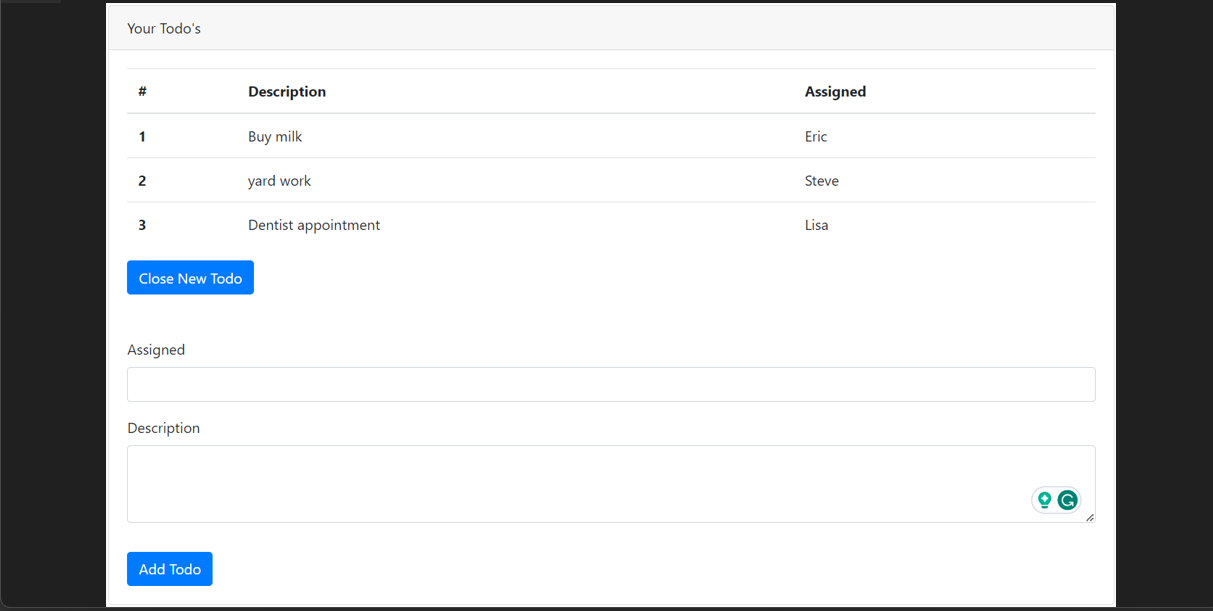 Your Todo's
# Description Assigned
1 Buy milk Eric
2 yard work Steve
3 Dentist appointment Lisa
Close New Todo
Assigned
Description
Add Todo